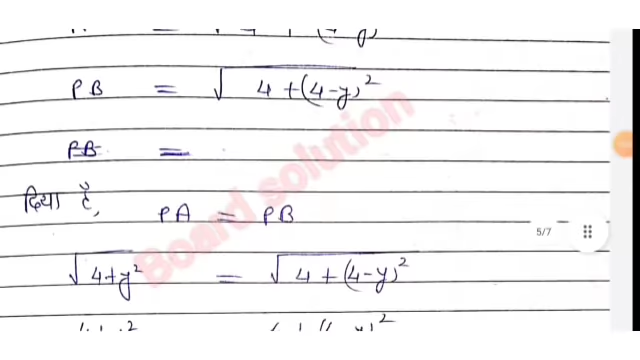 PB = √4+(4-y)²
PB =
दिया है, PA = PB
5/7
√4+y² = √4+(4-y)²
Board solution